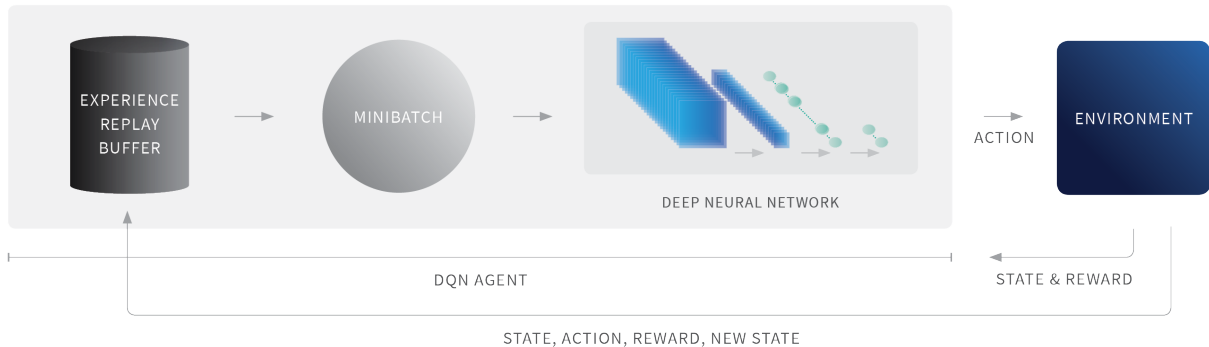 EXPERIENCE
REPLAY
BUFFER
MINIBATCH
DEEP NEURAL NETWORK
ACTION
ENVIRONMENT
DQN AGENT
STATE & REWARD
STATE, ACTION, REWARD, NEW STATE